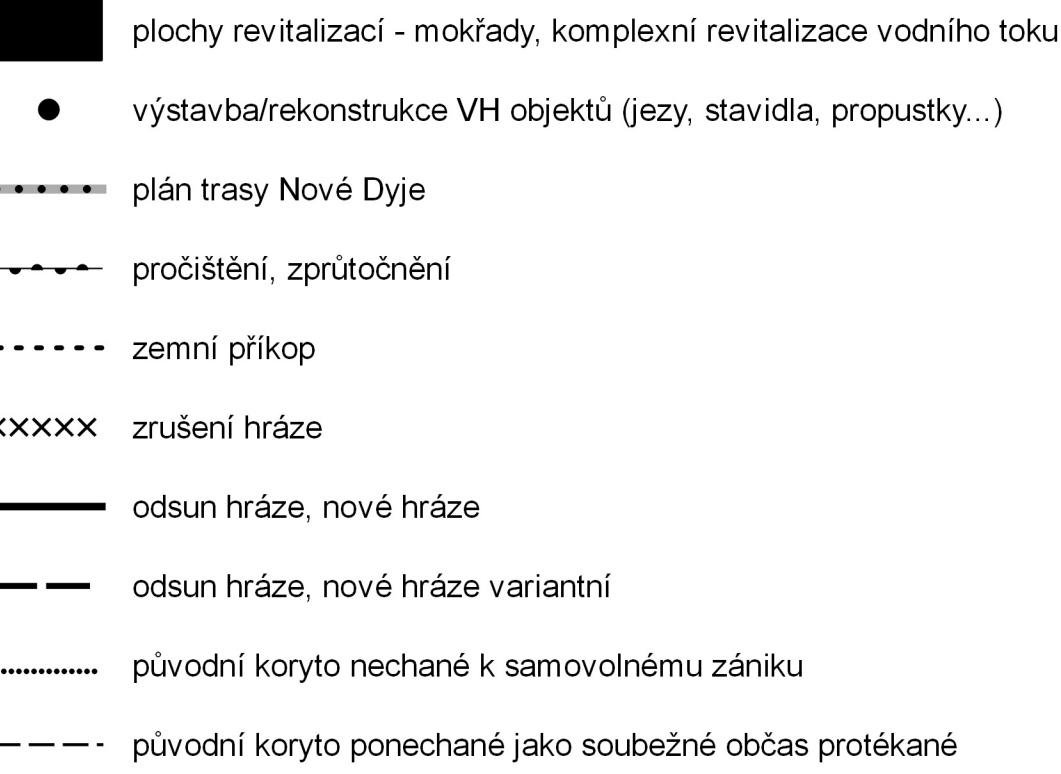 plochy revitalizací - mokřady, komplexní revitalizace vodního toku
výstavba/rekonstrukce VH objektů (jezy, stavidla, propustky...)
plán trasy Nové Dyje
pročištění, zprůtočnění
zemní příkop
zrušení hráze
odsun hráze, nové hráze
odsun hráze, nové hráze variantní
původní koryto nechané k samovolnému zániku
původní koryto ponechané jako soubežné občas protékané